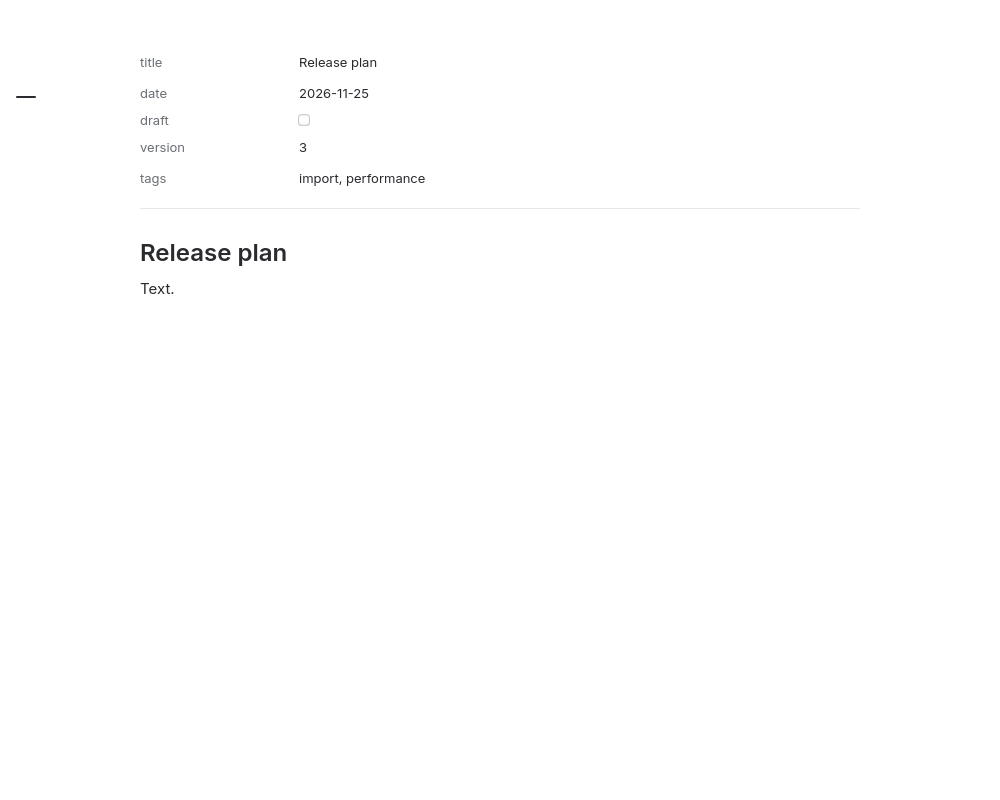 title Release plan
date 2026-11-25
draft
version 3
tags import, performance
Release plan
Text.